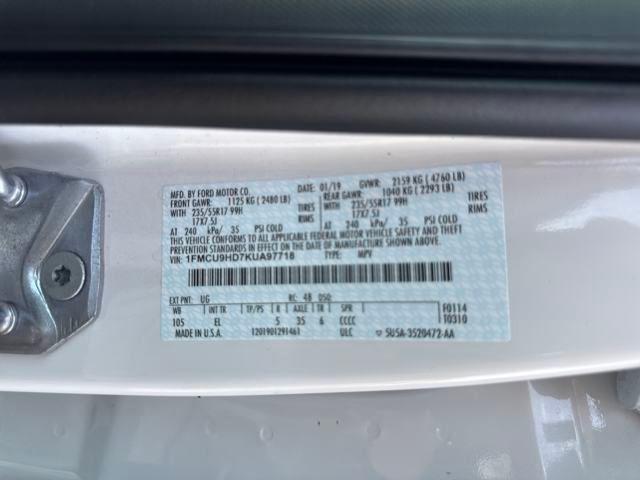 MFD. BY FORD MOTOR CO. 01/19 GVWR: 2159 KG ( 4760 LB)
FRONT GAWR: 1125 KG ( 2480 LB) REAR GAWR: 1040 KG ( 2293 LB)
WITH 235/55R17 99H TIRES WITH 235/55R17 99H TIRES
17X7.5J RIMS 17X7.5J RIMS
AT 240 kPa/ 35 PSI COLD AT 240 kPa/ 35 PSI COLD
THIS VEHICLE CONFORMS TO ALL APPLICABLE FEDERAL MOTOR VEHICLE SAFETY, BUMPER, AND THEFT
PREVENTION STANDARDS IN EFFECT ON THE DATE OF MANUFACTURE SHOWN ABOVE.
VIN: 1FMCU9HD7KUA97718 TYPE: MPV
EXT PNT: UG RC: 48 DSO:
WB INT TR TP/PS R AXLE TR SPR F0114
105 EL 5 35 6 CCCC T0310
MADE IN U.S.A. 1201901291461 ULC 5U5A-3520472-AA